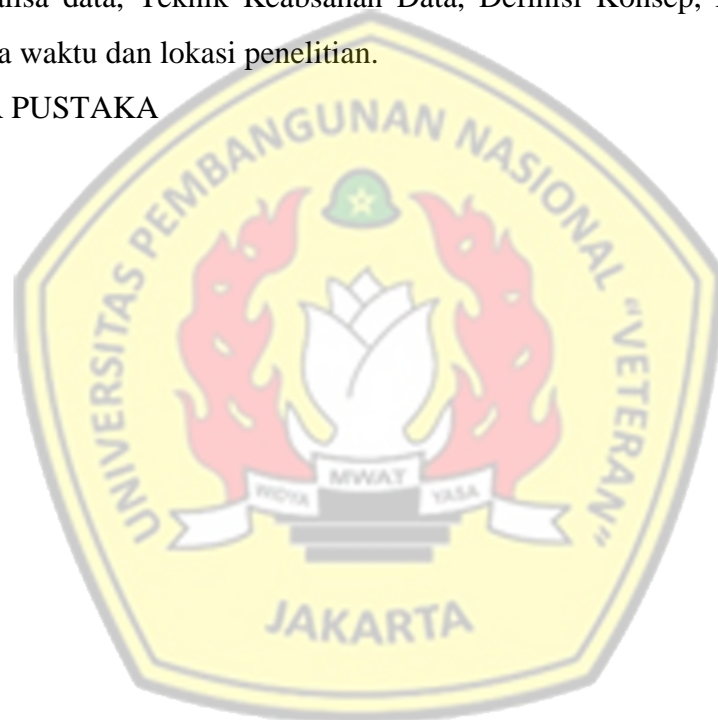 data, Teknik Keabsahan Data, Definisi Konsep,
waktu dan lokasi penelitian.
PUSTAKA
UNIVERSITAS PEMBANGUNAN NASIONAL "VETERAN"
WIDYA MWAT YASA
JAKARTA